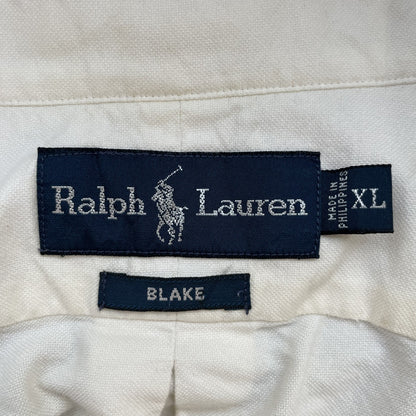 Ralph Lauren
MADE IN
PHILIPPINES
XL
BLAKE